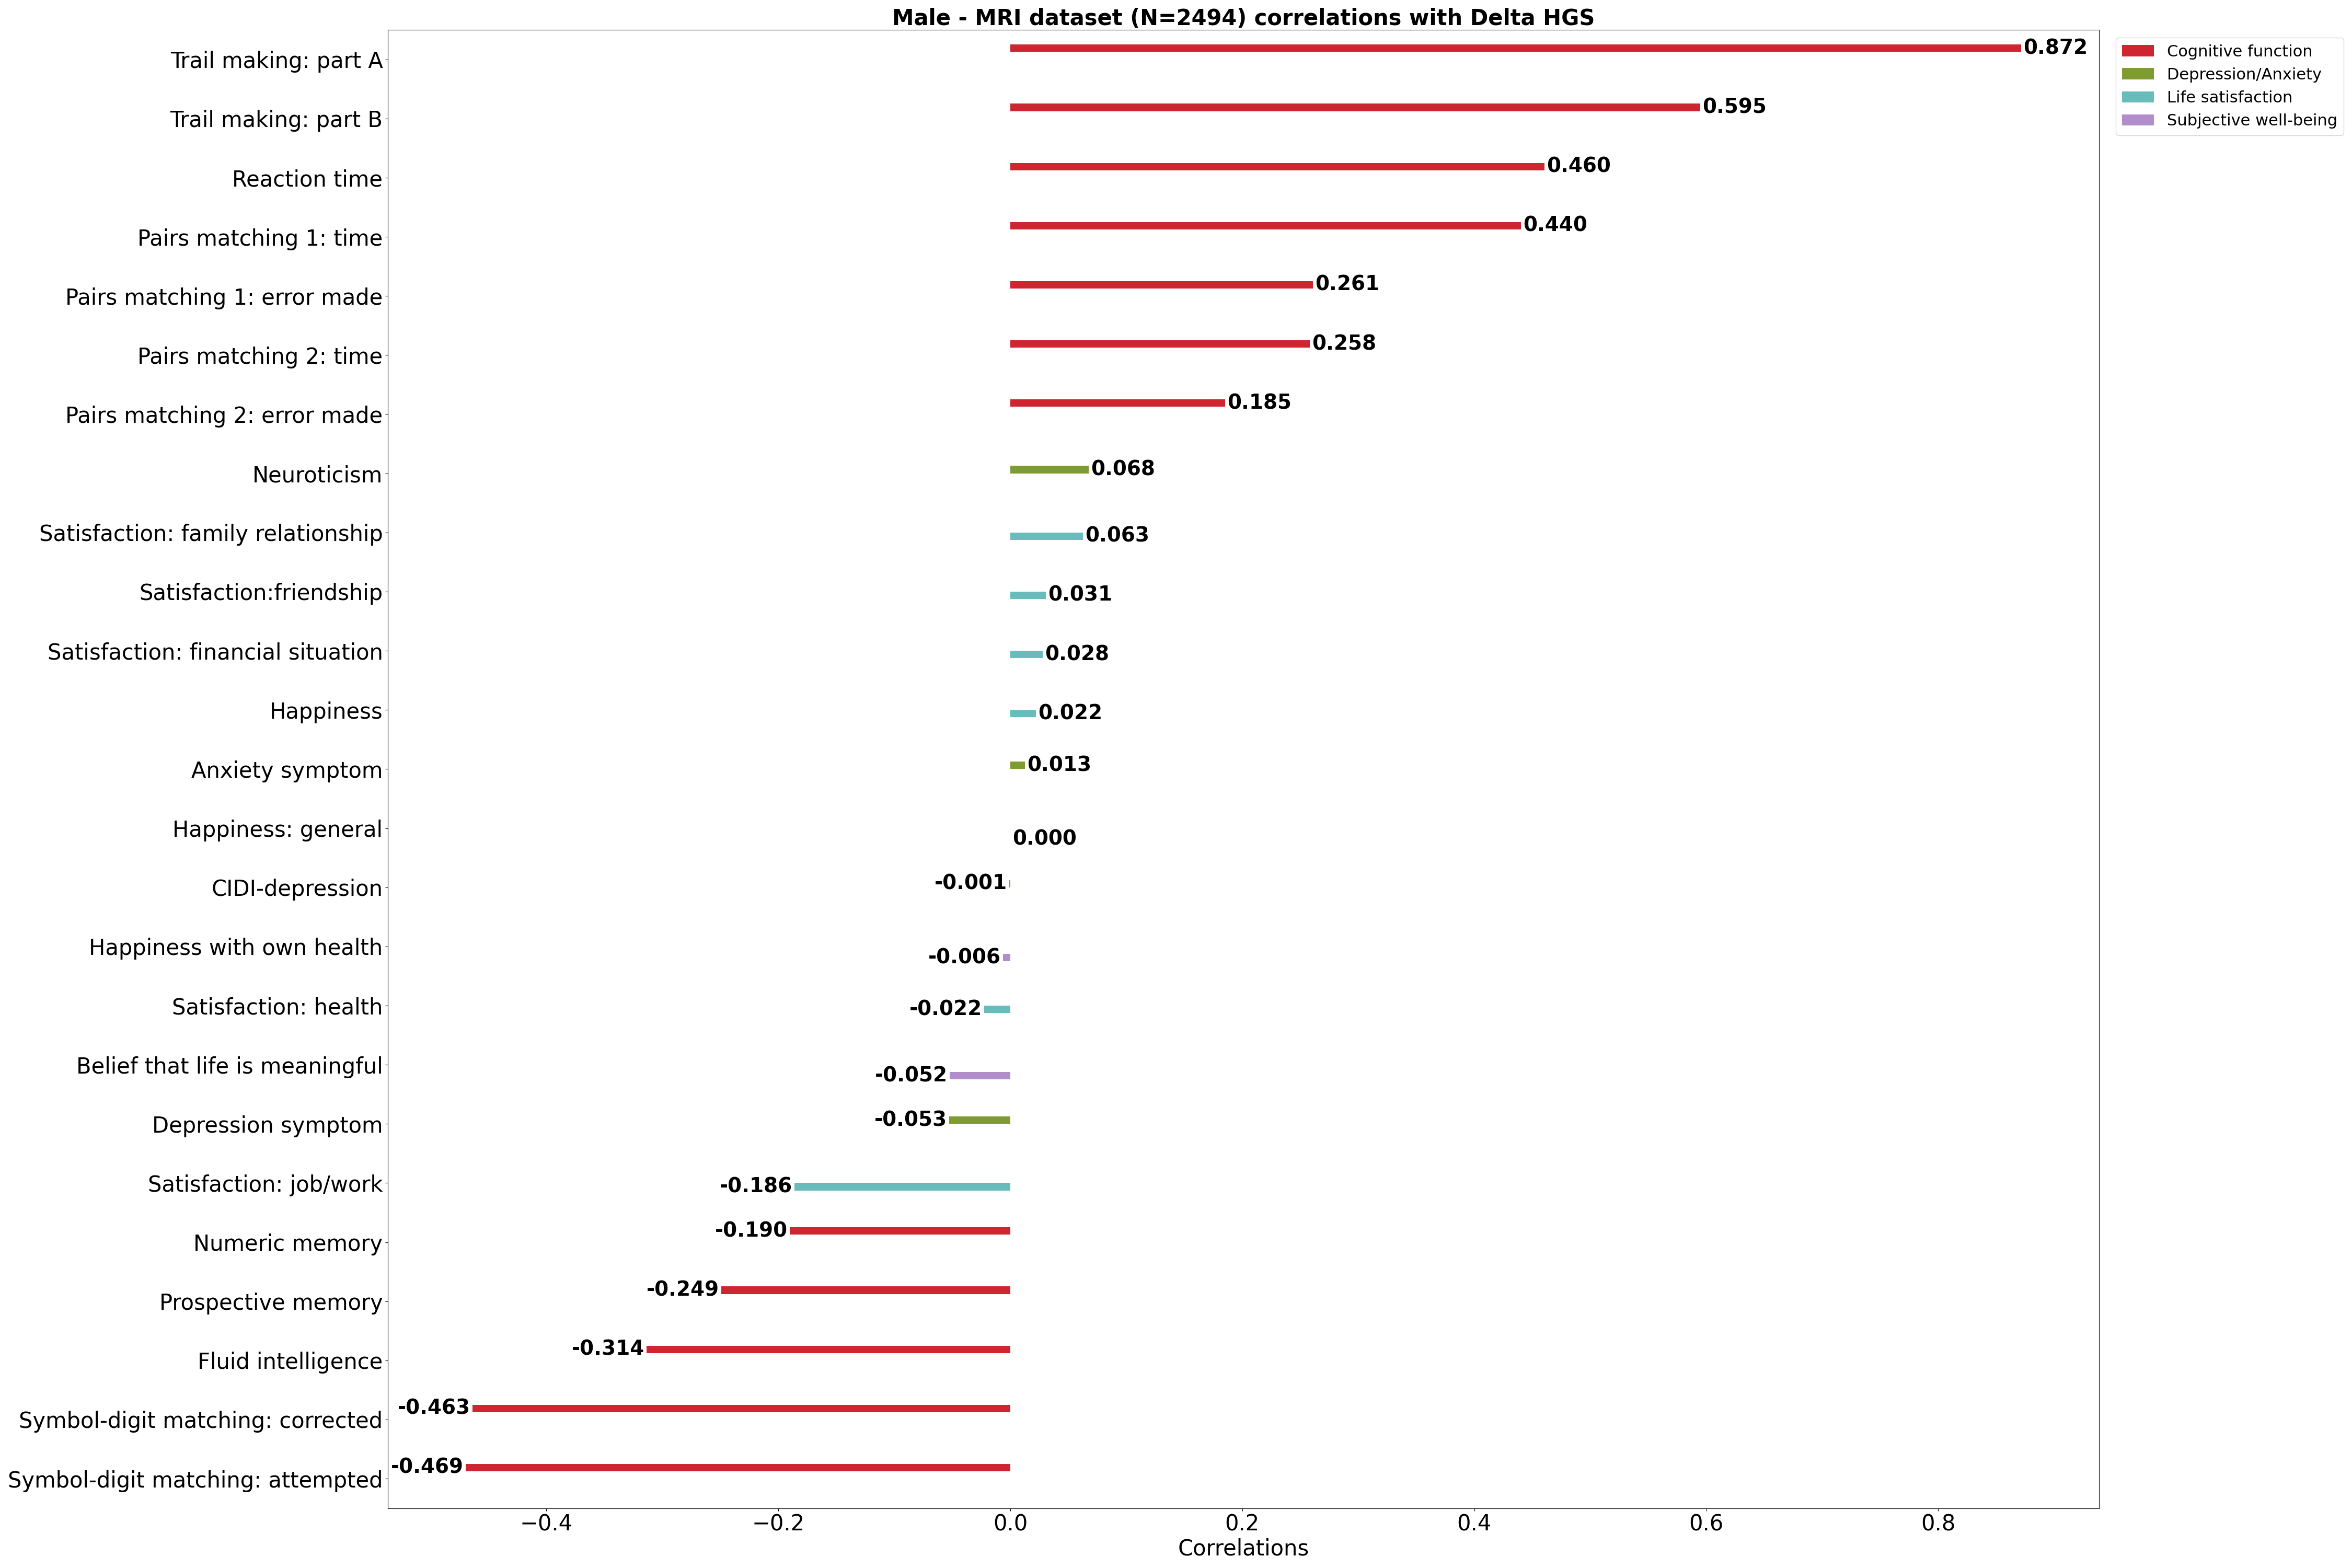 Male - MRI dataset (N=2494) correlations with Delta HGS
Trail making: part A 0.872
Trail making: part B 0.595
Reaction time 0.460
Pairs matching 1: time 0.440
Pairs matching 1: error made 0.261
Pairs matching 2: time 0.258
Pairs matching 2: error made 0.185
Neuroticism 0.068
Satisfaction: family relationship 0.063
Satisfaction:friendship 0.031
Satisfaction: financial situation 0.028
Happiness 0.022
Anxiety symptom 0.013
Happiness: general 0.000
CIDI-depression -0.001
Happiness with own health -0.006
Satisfaction: health -0.022
Belief that life is meaningful -0.052
Depression symptom -0.053
Satisfaction: job/work -0.186
Numeric memory -0.190
Prospective memory -0.249
Fluid intelligence -0.314
Symbol-digit matching: corrected -0.463
Symbol-digit matching: attempted -0.469
−0.4 −0.2 0.0 0.2 0.4 0.6 0.8
Correlations
Cognitive function
Depression/Anxiety
Life satisfaction
Subjective well-being